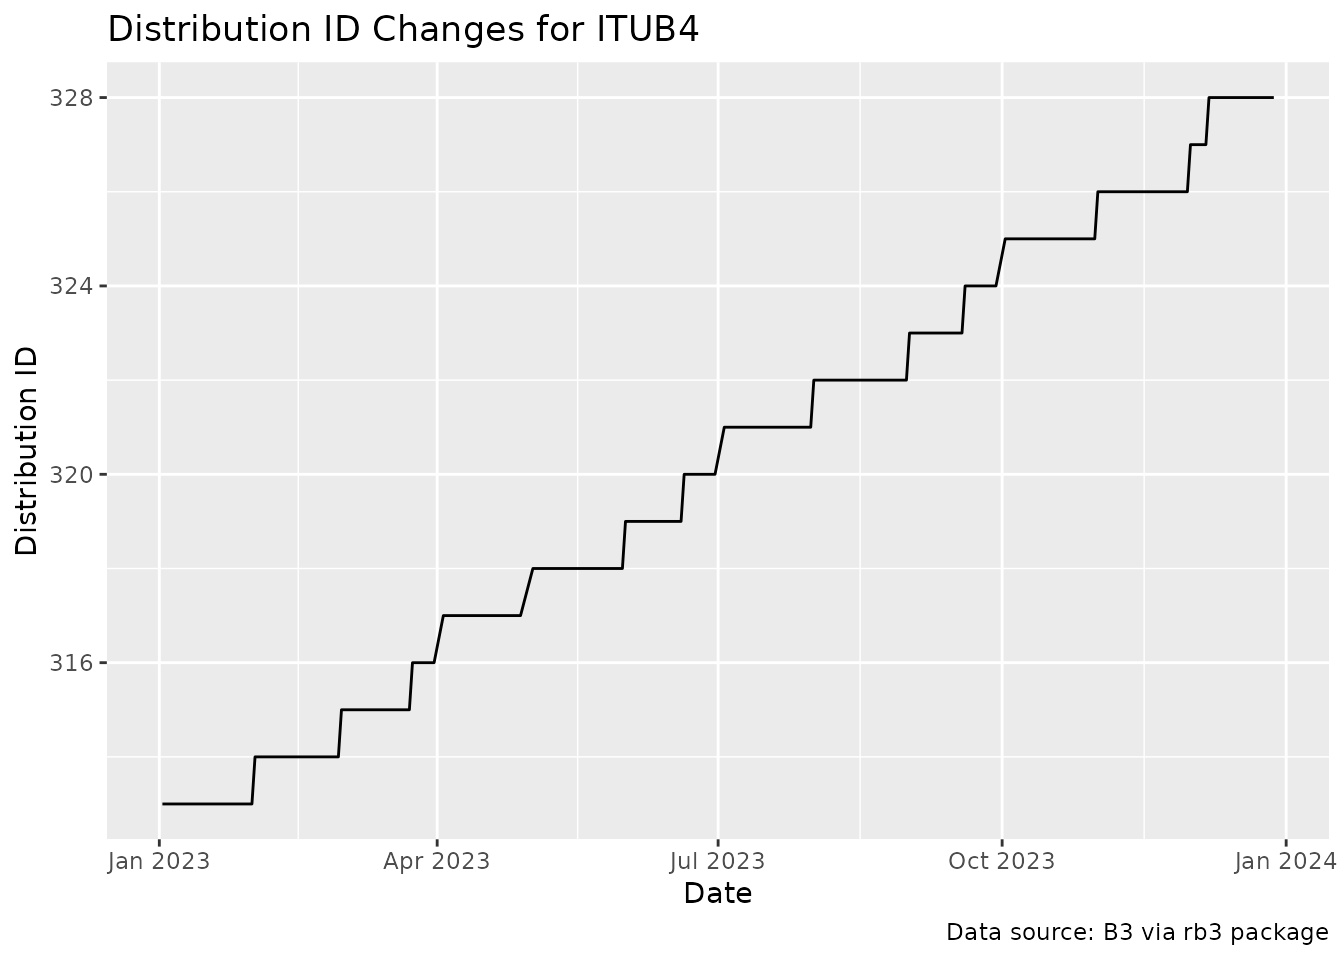 Distribution ID Changes for ITUB4
328
324
320
316
Distribution ID
Jan 2023 Apr 2023 Jul 2023 Oct 2023 Jan 2024
Date
Data source: B3 via rb3 package